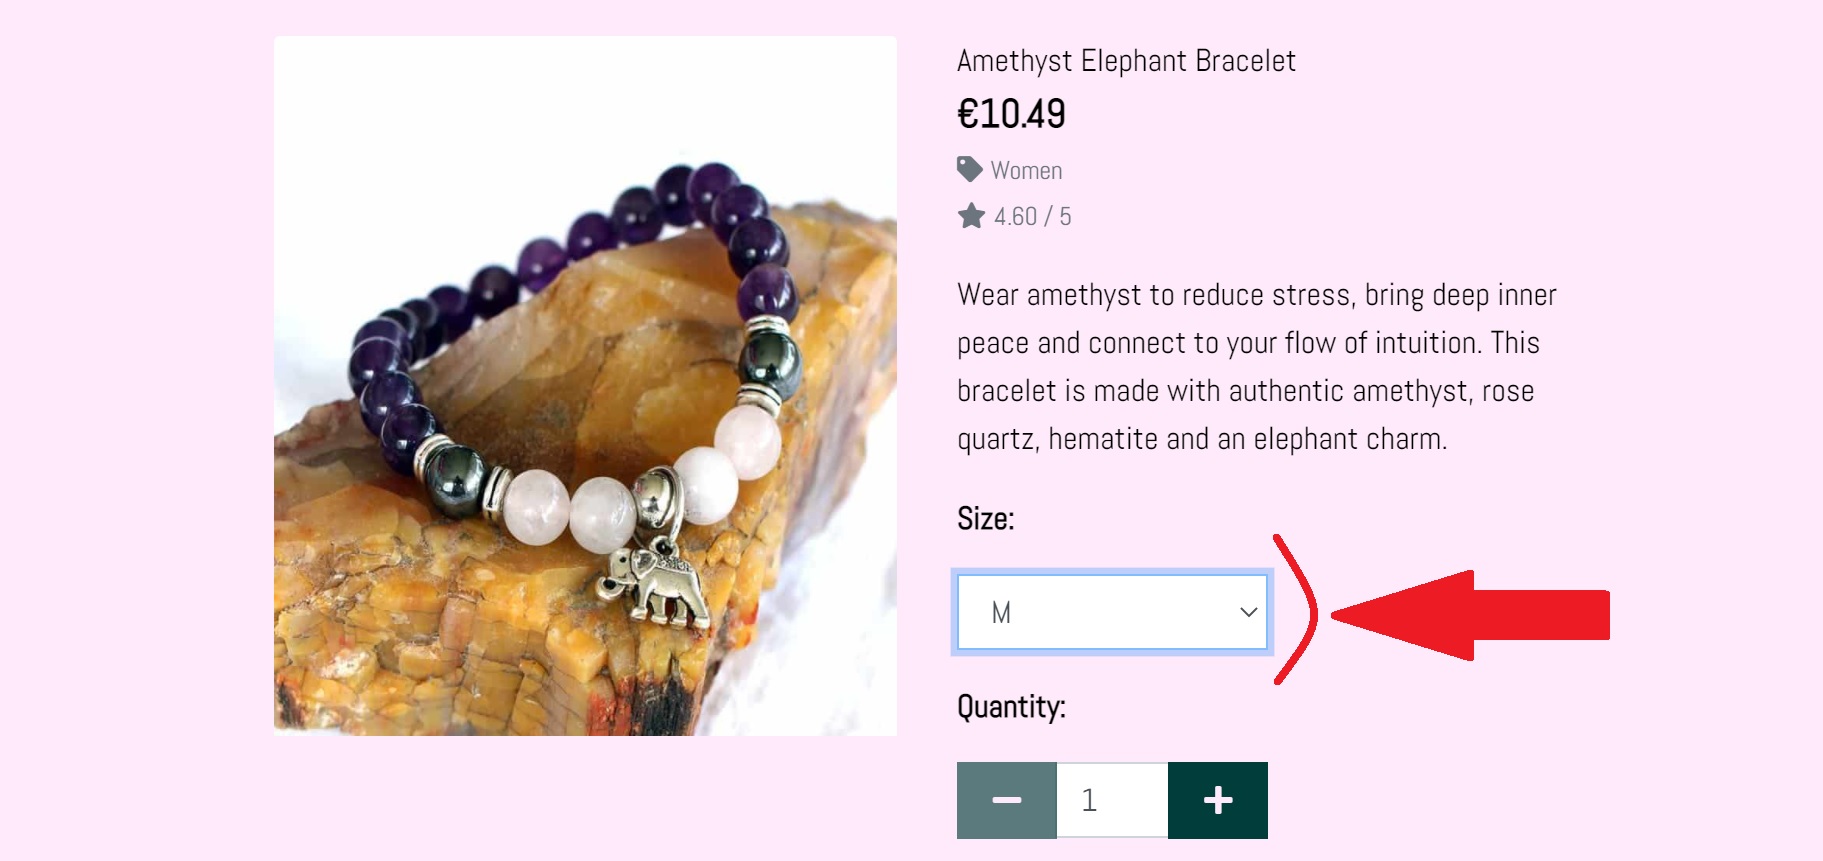 Amethyst Elephant Bracelet
€10.49
Women
4.60 / 5
Wear amethyst to reduce stress, bring deep inner
peace and connect to your flow of intuition. This
bracelet is made with authentic amethyst, rose
quartz, hematite and an elephant charm.
Size:
M
Quantity:
1